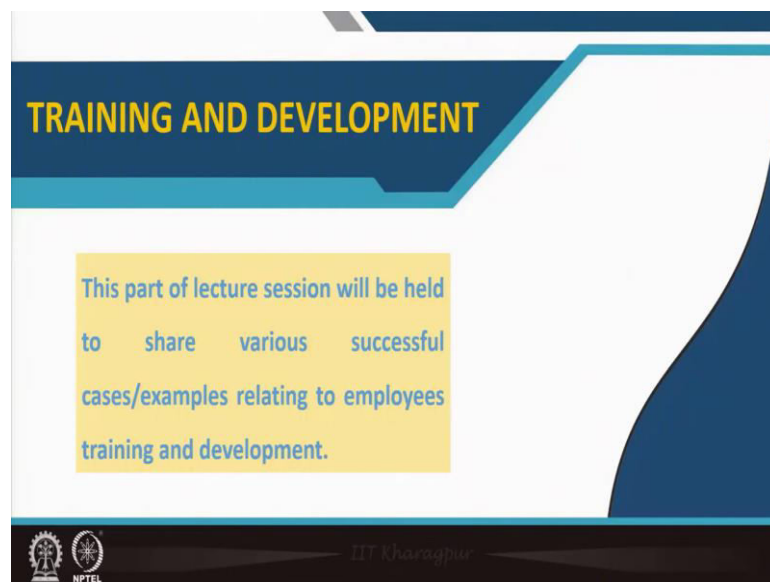 TRAINING AND DEVELOPMENT
This part of lecture session will be held
to share various successful
cases/examples relating to employees
training and development.
IIT Kharagpur
NPTEL